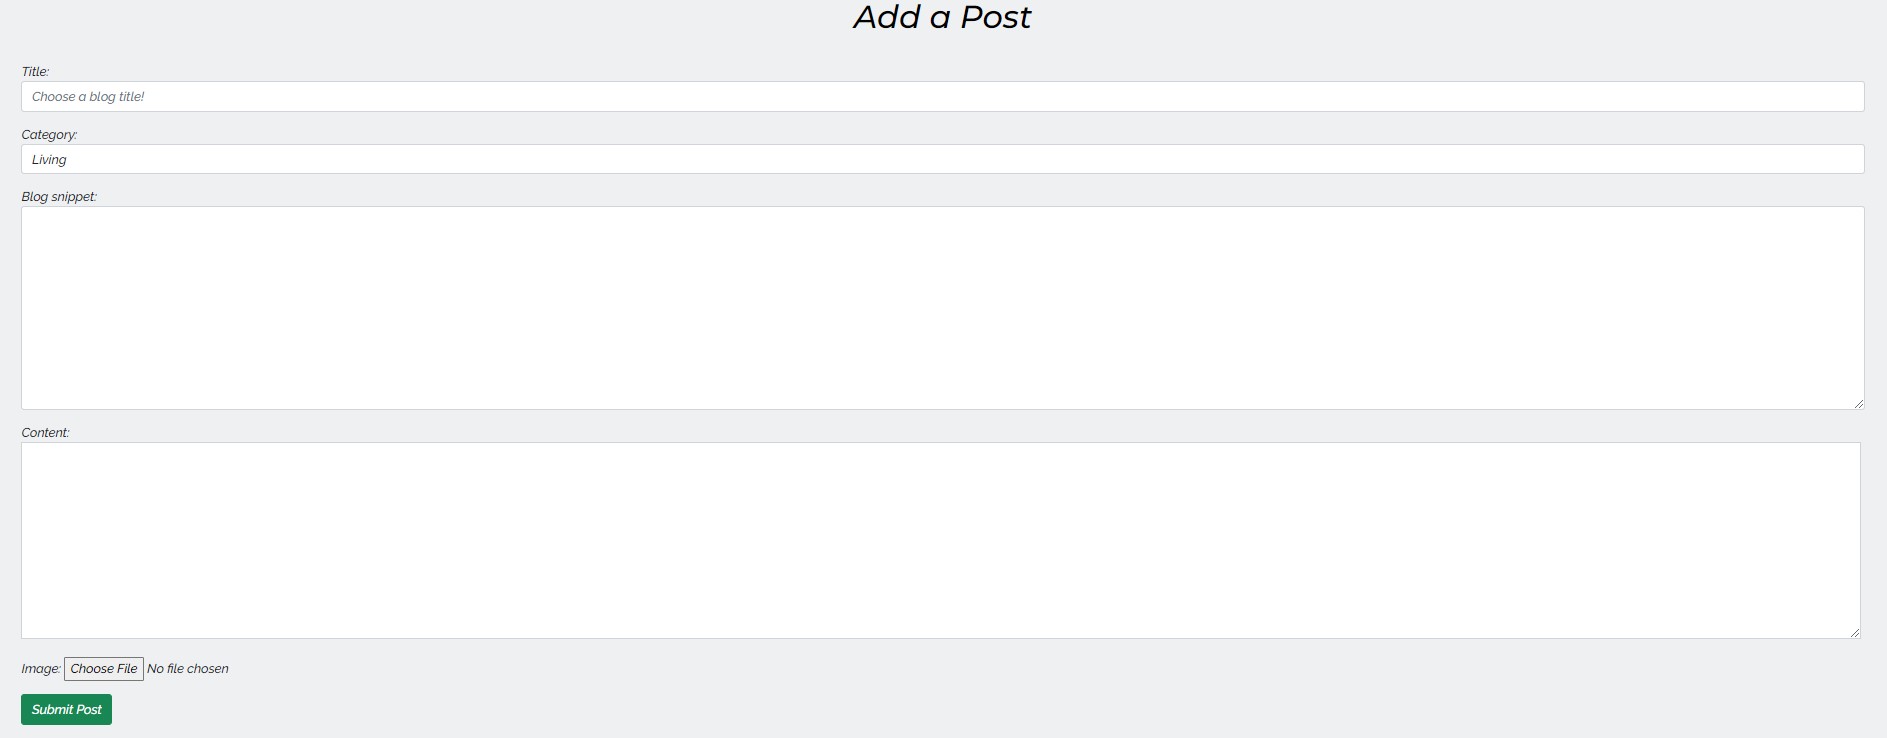 Add a Post
Title:
Choose a blog title!
Category:
Living
Blog snippet:
Content:
Image: Choose File No file chosen
Submit Post